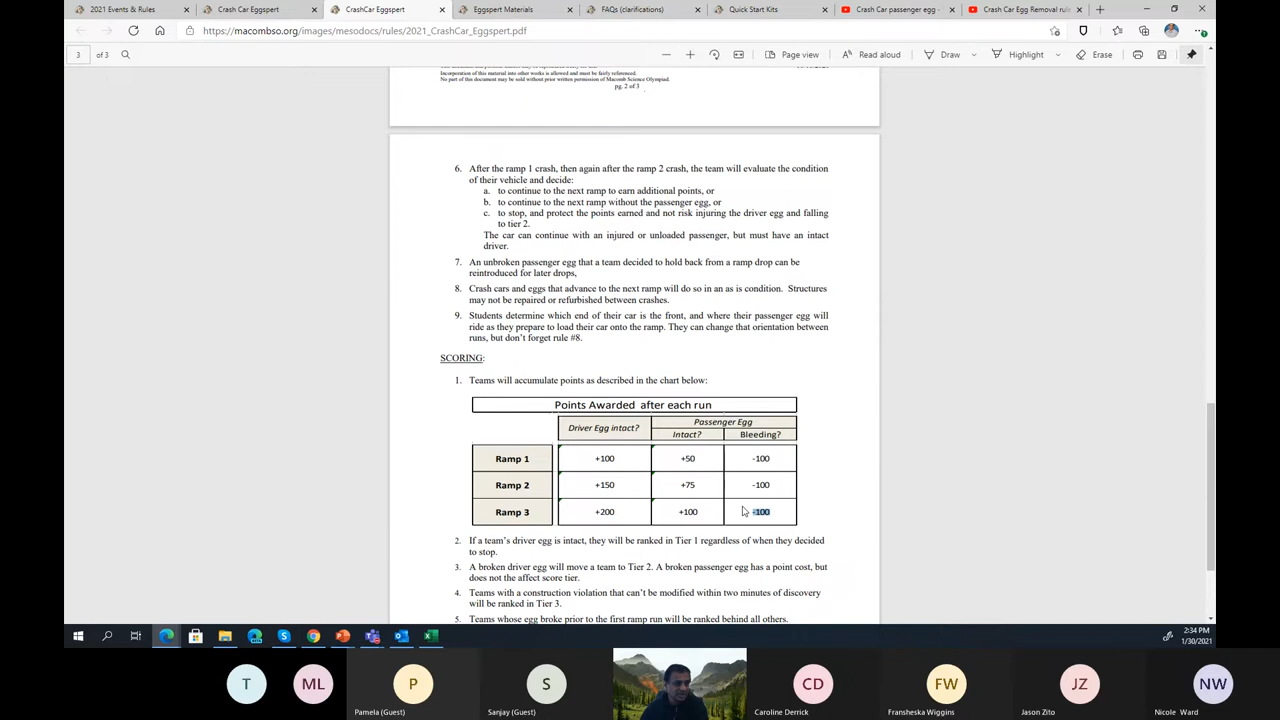 2021 Events & Rules
Crash Car Eggspert
CrashCar Eggspert
Eggspert Materials
FAQs (clarifications)
Quick Start Kits
Crash Car passenger egg -
Crash Car Egg Removal rule
https://macombso.org/images/mesodocs/rules/2021_CrashCar_Eggspert.pdf
3 of 3
Page view
Read aloud
Draw
Highlight
Erase
Incorporation of this material into other works is allowed and must be fairly referenced.
No part of this document may be sold without prior written permission of Macomb Science Olympiad.
pg. 2 of 3
6. After the ramp 1 crash, then again after the ramp 2 crash, the team will evaluate the condition
of their vehicle and decide:
a. to continue to the next ramp to earn additional points, or
b. to continue to the next ramp without the passenger egg, or
c. to stop, and protect the points earned and not risk injuring the driver egg and falling
to tier 2.
The car can continue with an injured or unloaded passenger, but must have an intact
driver.
7. An unbroken passenger egg that a team decided to hold back from a ramp drop can be
reintroduced for later drops,
8. Crash cars and eggs that advance to the next ramp will do so in an as is condition. Structures
may not be repaired or refurbished between crashes.
9. Students determine which end of their car is the front, and where their passenger egg will
ride as they prepare to load their car onto the ramp. They can change that orientation between
runs, but don't forget rule #8.
SCORING:
1. Teams will accumulate points as described in the chart below:
Points Awarded after each run
Driver Egg intact?
Passenger Egg
Intact?
Bleeding?
Ramp 1 +100 +50 -100
Ramp 2 +150 +75 -100
Ramp 3 +200 +100 -100
2. If a team's driver egg is intact, they will be ranked in Tier 1 regardless of when they decided
to stop.
3. A broken driver egg will move a team to Tier 2. A broken passenger egg has a point cost, but
does not the affect score tier.
4. Teams with a construction violation that can't be modified within two minutes of discovery
will be ranked in Tier 3.
5. Teams whose egg broke prior to the first ramp run will be ranked behind all others.
2:34 PM
1/30/2021
T
ML
P
S
CD
FW
JZ
NW
Pamela (Guest)
Sanjay (Guest)
Caroline Derrick
Fransheska Wiggins
Jason Zito
Nicole Ward